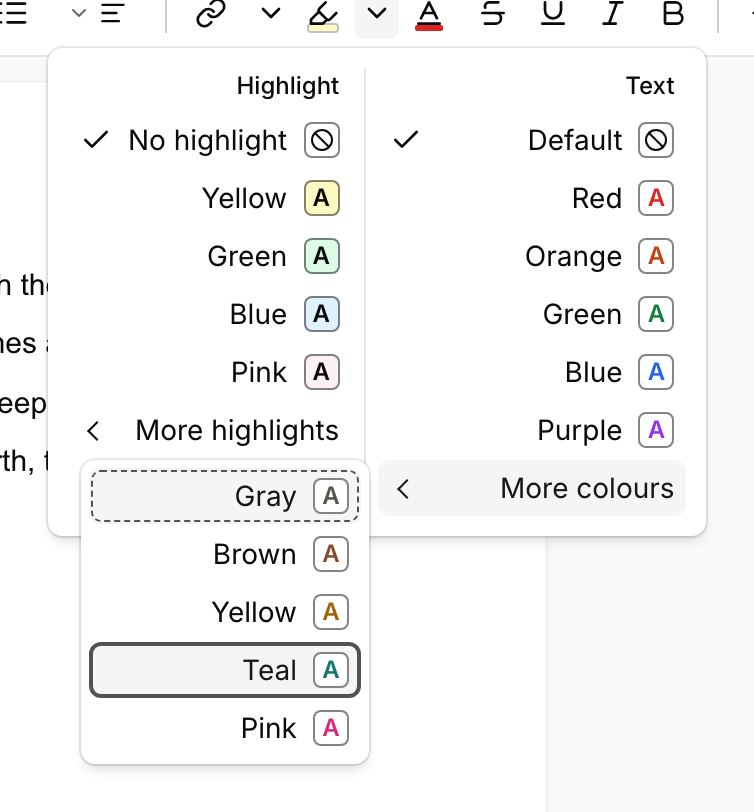 Highlight
No highlight
Yellow
Green
Blue
Pink
More highlights
Text
Default
Red
Orange
Green
Blue
Purple
More colours
Gray
Brown
Yellow
Teal
Pink